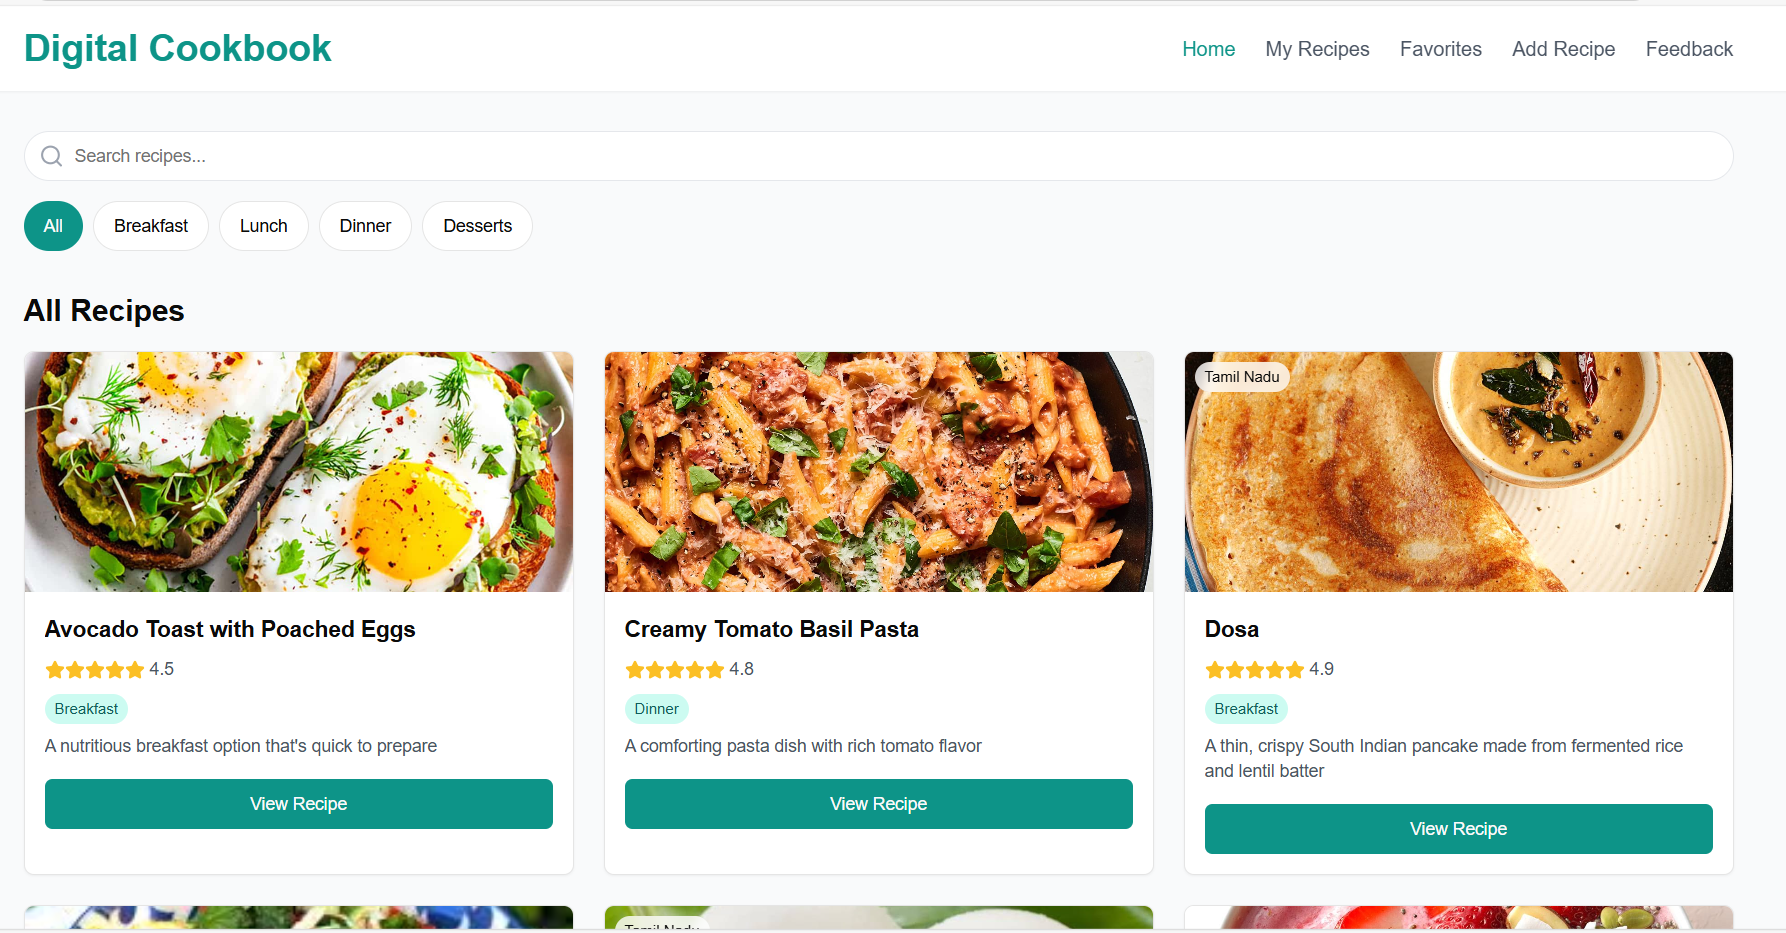 Digital Cookbook
Home My Recipes Favorites Add Recipe Feedback
Search recipes...
All Breakfast Lunch Dinner Desserts
All Recipes
Tamil Nadu
Avocado Toast with Poached Eggs
4.5
Breakfast
A nutritious breakfast option that's quick to prepare
View Recipe
Creamy Tomato Basil Pasta
4.8
Dinner
A comforting pasta dish with rich tomato flavor
View Recipe
Dosa
4.9
Breakfast
A thin, crispy South Indian pancake made from fermented rice
and lentil batter
View Recipe
Tamil Nadu